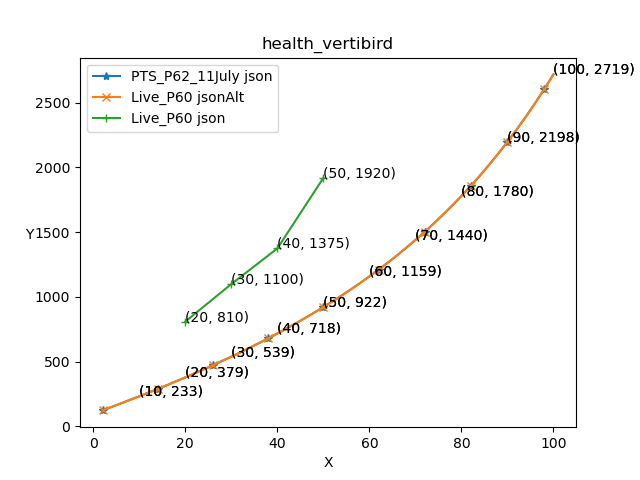 health_vertibird
PTS_P62_11July json
Live_P60 jsonAlt
Live_P60 json
(100, 2719)
(90, 2198)
(80, 1780)
(70, 1440)
(60, 1159)
(50, 922)
(40, 718)
(30, 539)
(20, 379)
(10, 233)
(50, 1920)
(40, 1375)
(30, 1100)
(20, 810)
2500
2000
1500
1000
500
0
Y
0 20 40 60 80 100
X